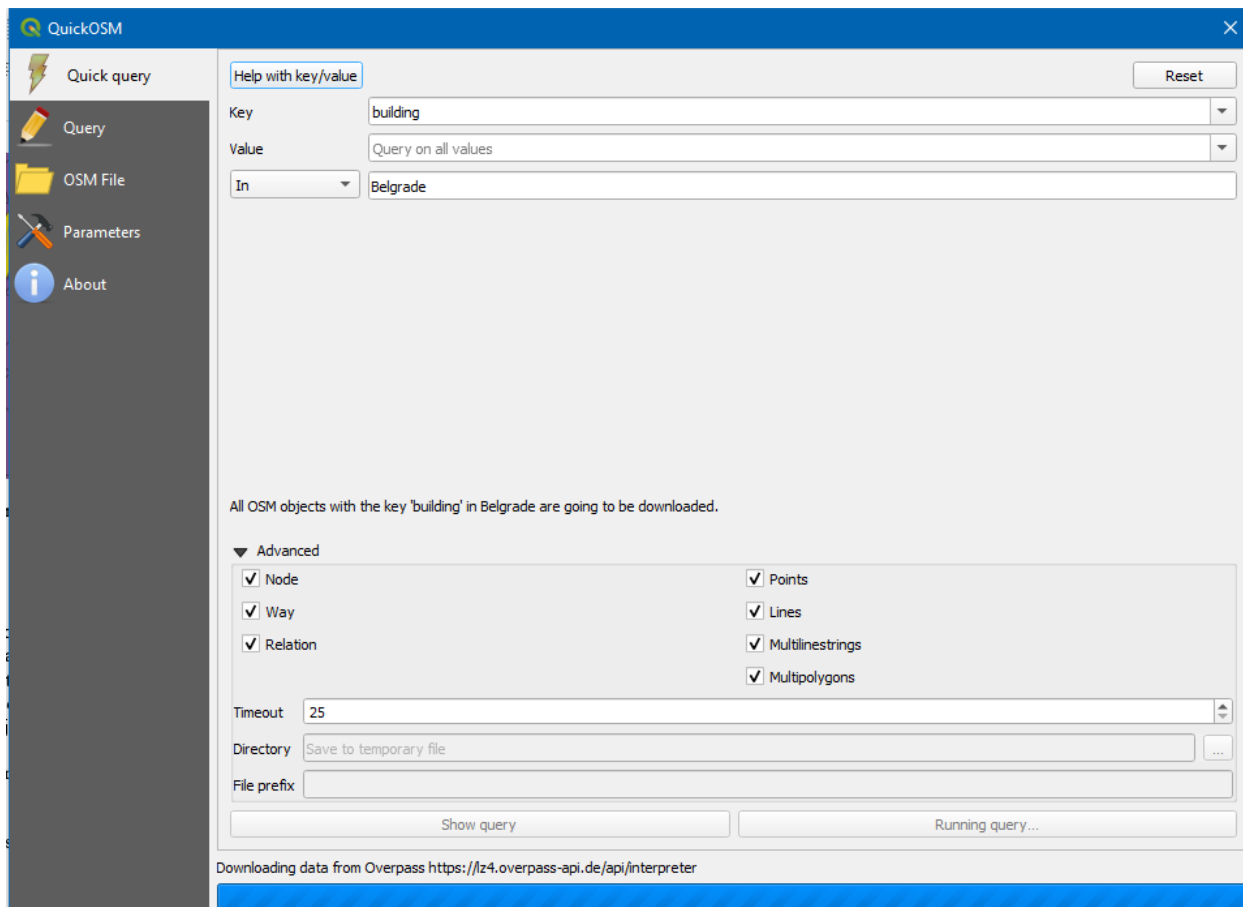 QuickOSM
Quick query
Query
OSM File
Parameters
About
Help with key/value
Reset
Key
building
Value
Query on all values
In
Belgrade
All OSM objects with the key 'building' in Belgrade are going to be downloaded.
Advanced
Node
Points
Way
Lines
Relation
Multilinestrings
Multipolygons
Timeout
25
Directory
Save to temporary file
...
File prefix
Show query
Running query...
Downloading data from Overpass https://lz4.overpass-api.de/api/interpreter